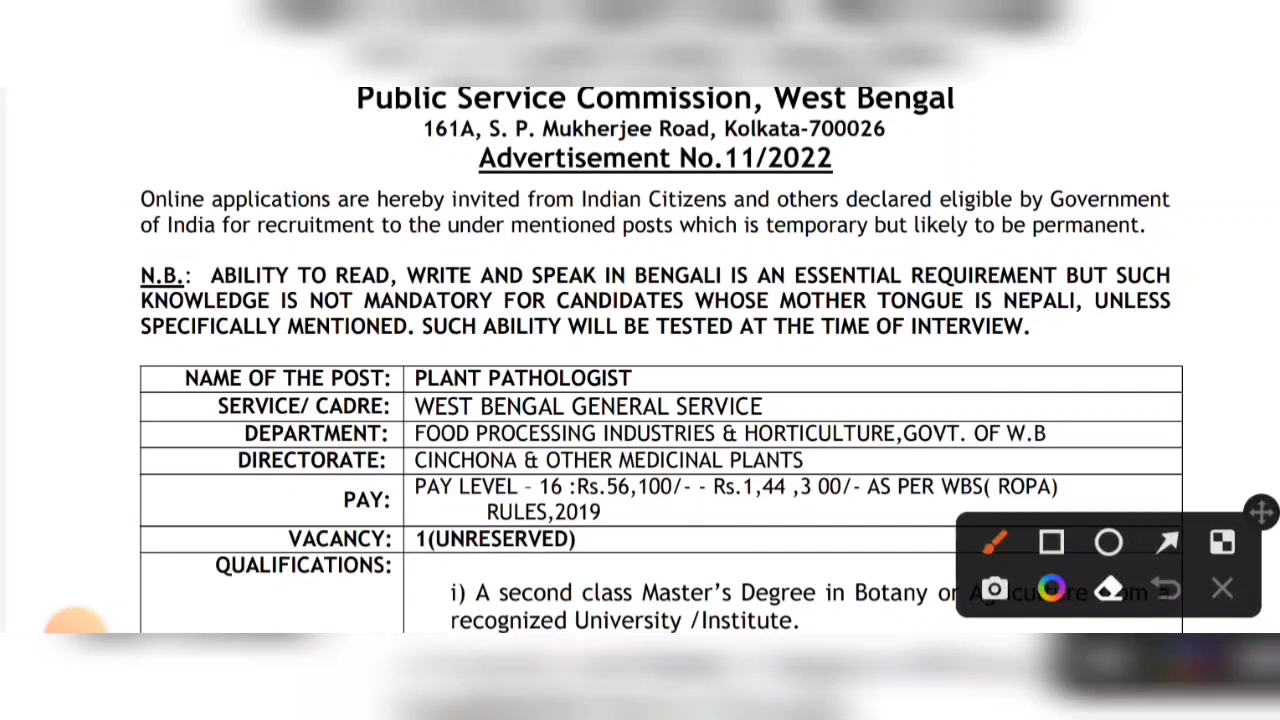 Public Service Commission, West Bengal
161A, S. P. Mukherjee Road, Kolkata-700026
Advertisement No.11/2022
Online applications are hereby invited from Indian Citizens and others declared eligible by Government
of India for recruitment to the under mentioned posts which is temporary but likely to be permanent.
N.B.: ABILITY TO READ, WRITE AND SPEAK IN BENGALI IS AN ESSENTIAL REQUIREMENT BUT SUCH
KNOWLEDGE IS NOT MANDATORY FOR CANDIDATES WHOSE MOTHER TONGUE IS NEPALI, UNLESS
SPECIFICALLY MENTIONED. SUCH ABILITY WILL BE TESTED AT THE TIME OF INTERVIEW.
NAME OF THE POST: PLANT PATHOLOGIST
SERVICE/ CADRE: WEST BENGAL GENERAL SERVICE
DEPARTMENT: FOOD PROCESSING INDUSTRIES & HORTICULTURE,GOVT. OF W.B
DIRECTORATE: CINCHONA & OTHER MEDICINAL PLANTS
PAY: PAY LEVEL – 16 :Rs.56,100/- - Rs.1,44 ,3 00/- AS PER WBS( ROPA)
RULES,2019
VACANCY: 1(UNRESERVED)
QUALIFICATIONS:
i) A second class Master’s Degree in Botany or
recognized University /Institute.